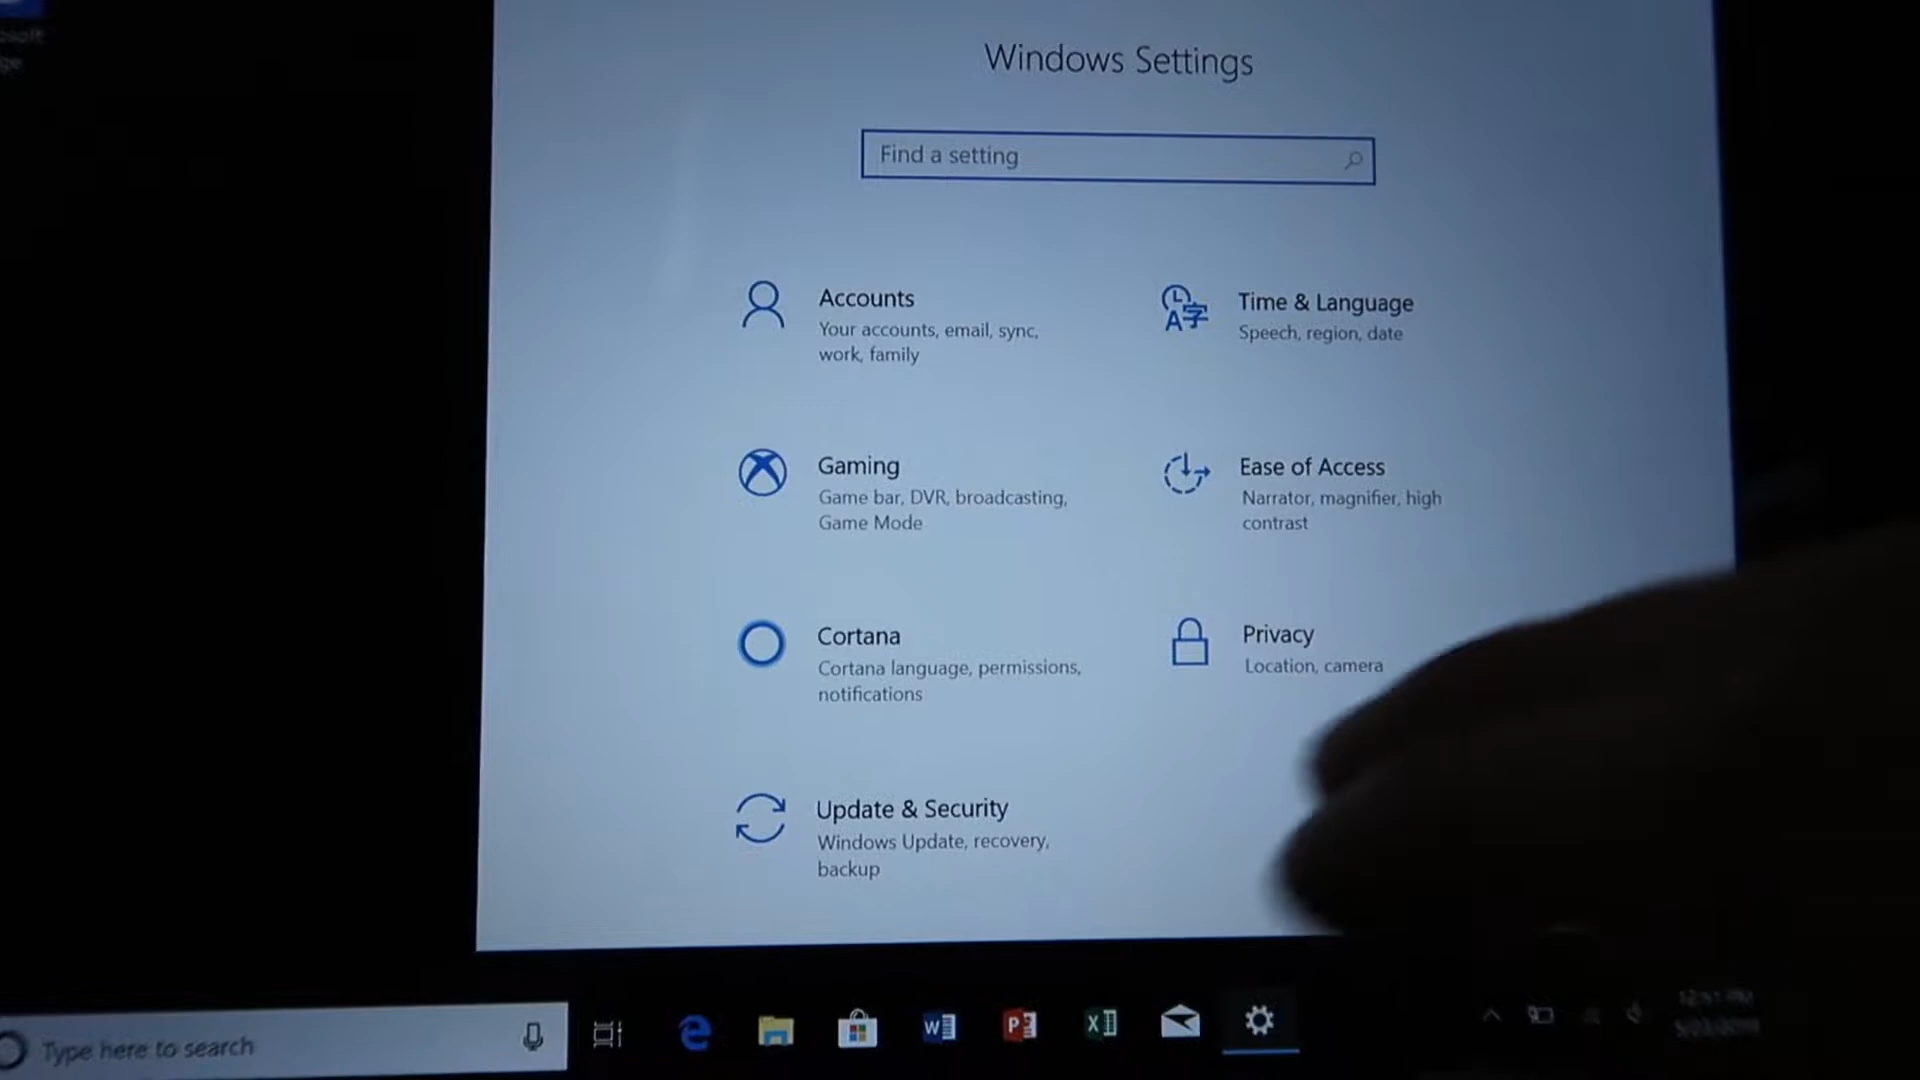 Windows Settings
Find a setting
Accounts
Your accounts, email, sync,
work, family
Time & Language
Speech, region, date
Gaming
Game bar, DVR, broadcasting,
Game Mode
Ease of Access
Narrator, magnifier, high
contrast
Cortana
Cortana language, permissions,
notifications
Privacy
Location, camera
Update & Security
Windows Update, recovery,
backup
Type here to search